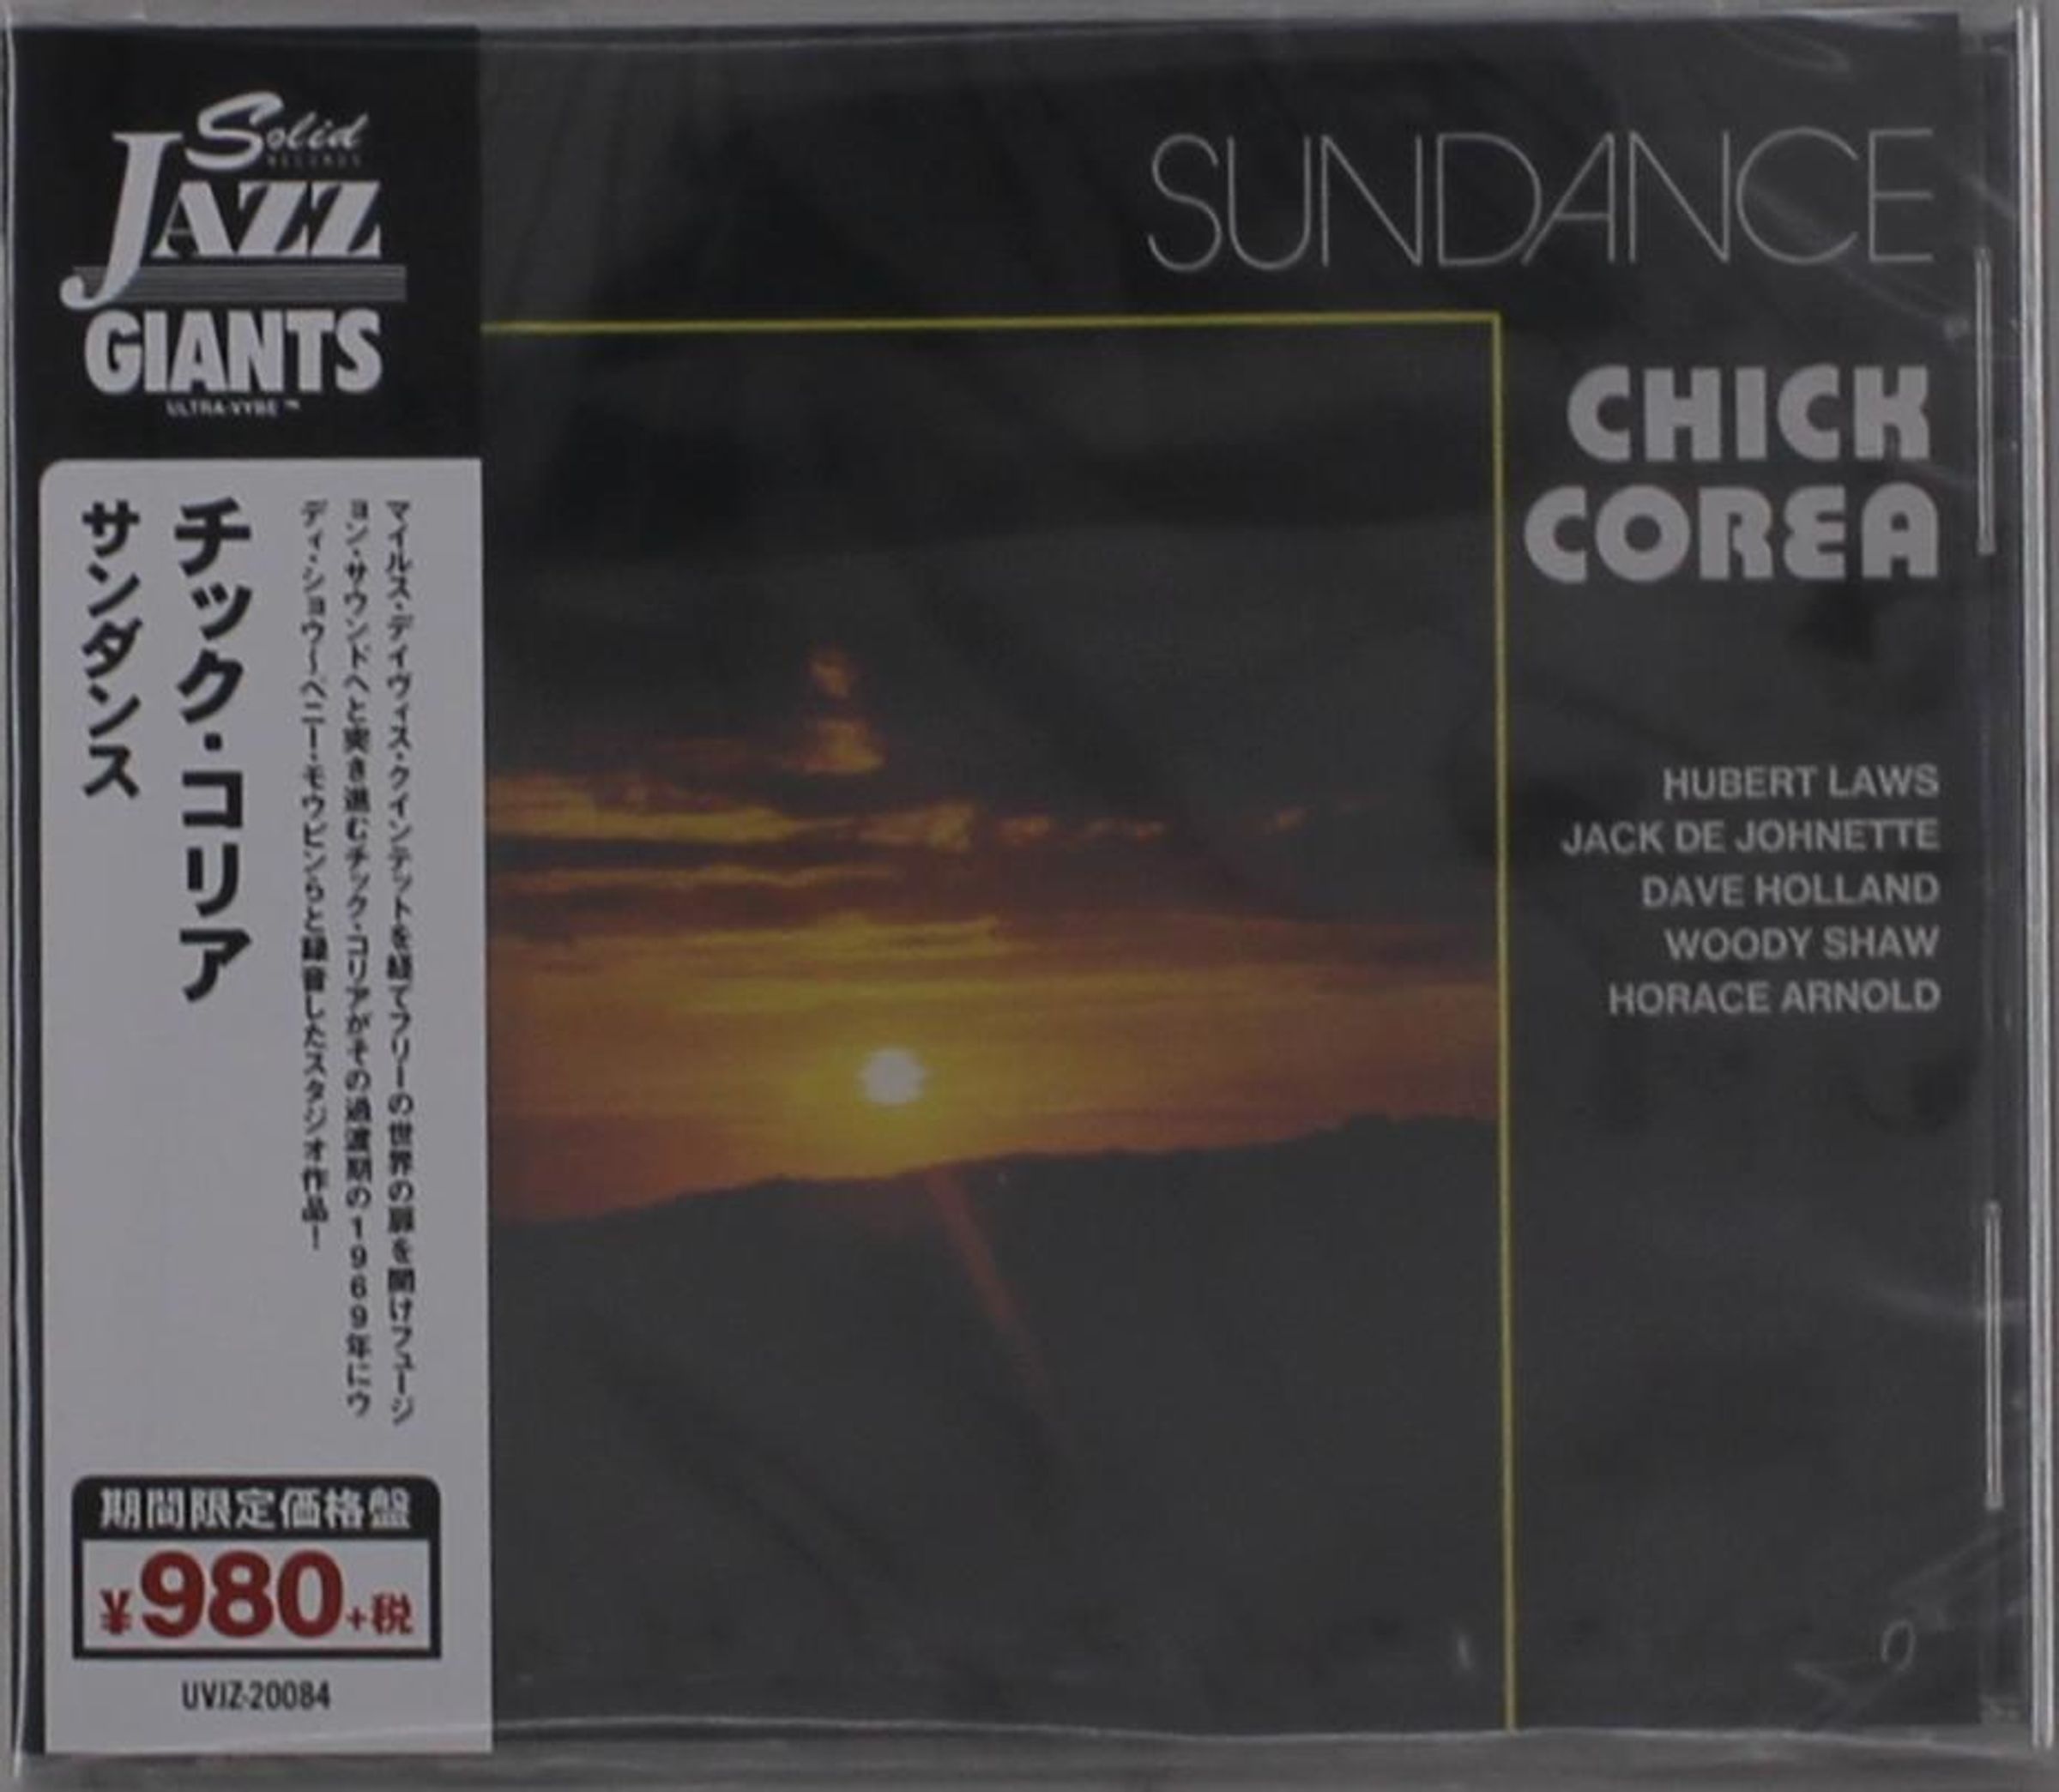 Solid
RECORDS
JAZZ
GIANTS
ULTRA-VYBE ™
マイルス・デイヴィス・クインテットを経てフリーの世界の扉を開けフュージ
ョン・サウンドへと突き進むチック・コリアがその過渡期の1969年にウ
ディ・ショウ〜ベニー・モウピンらと録音したスタジオ作品！
チック・コリア
サンダンス
期間限定価格盤
¥980+税
UVJZ-20084
SUNDANCE
CHICK
COREA
HUBERT LAWS
JACK DE JOHNETTE
DAVE HOLLAND
WOODY SHAW
HORACE ARNOLD